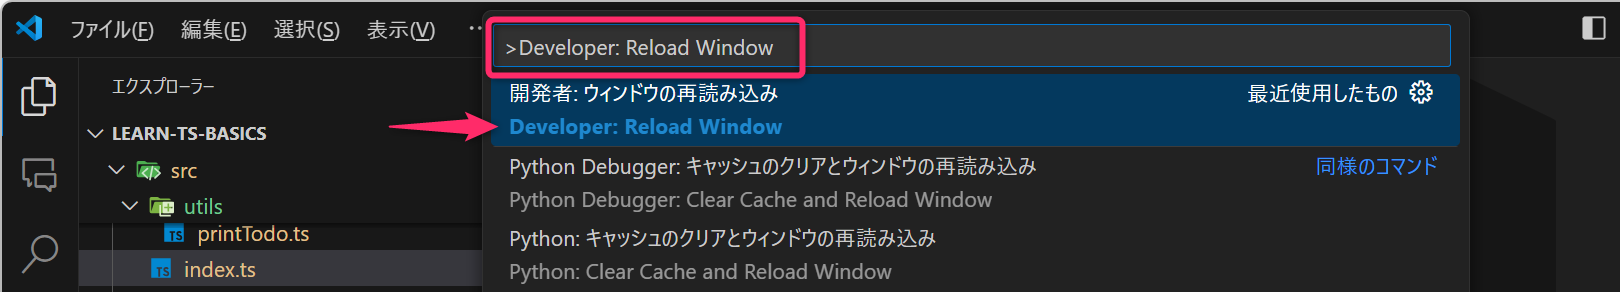 ファイル(F) 編集(E) 選択(S) 表示(V) ···
>Developer: Reload Window
エクスプローラー
LEARN-TS-BASICS
src
utils
TS printTodo.ts
TS index.ts
開発者: ウィンドウの再読み込み 最近使用したもの
Developer: Reload Window
Python Debugger: キャッシュのクリアとウィンドウの再読み込み 同様のコマンド
Python Debugger: Clear Cache and Reload Window
Python: キャッシュのクリアとウィンドウの再読み込み
Python: Clear Cache and Reload Window